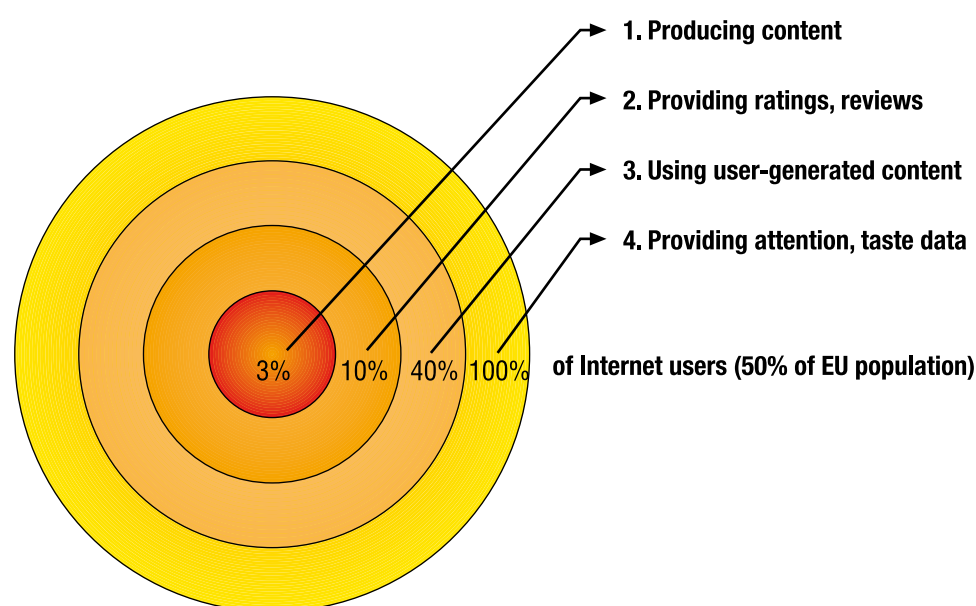 1. Producing content
2. Providing ratings, reviews
3. Using user-generated content
4. Providing attention, taste data
3% 10% 40% 100% of Internet users (50% of EU population)